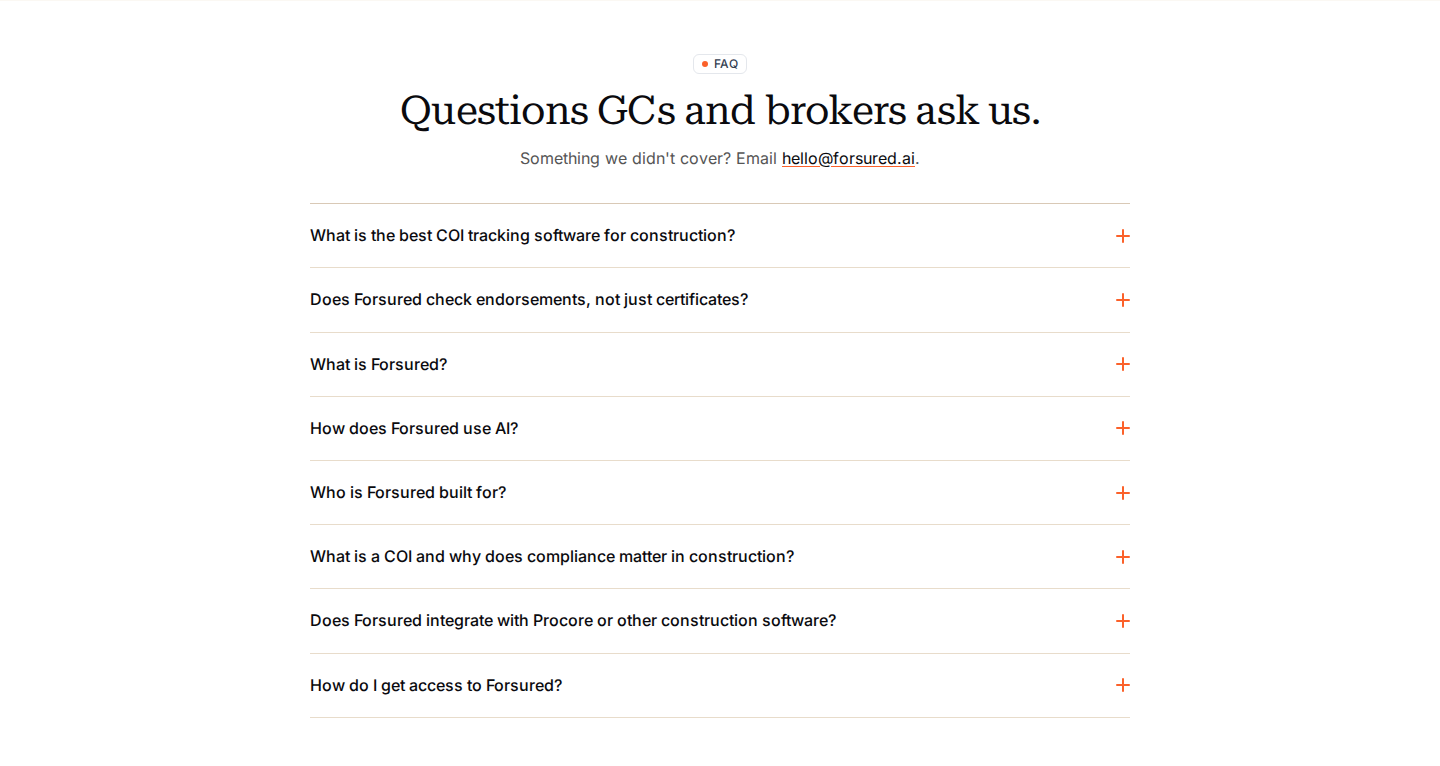 FAQ
Questions GCs and brokers ask us.
Something we didn't cover? Email hello@forsured.ai.
What is the best COI tracking software for construction?
Does Forsured check endorsements, not just certificates?
What is Forsured?
How does Forsured use AI?
Who is Forsured built for?
What is a COI and why does compliance matter in construction?
Does Forsured integrate with Procore or other construction software?
How do I get access to Forsured?